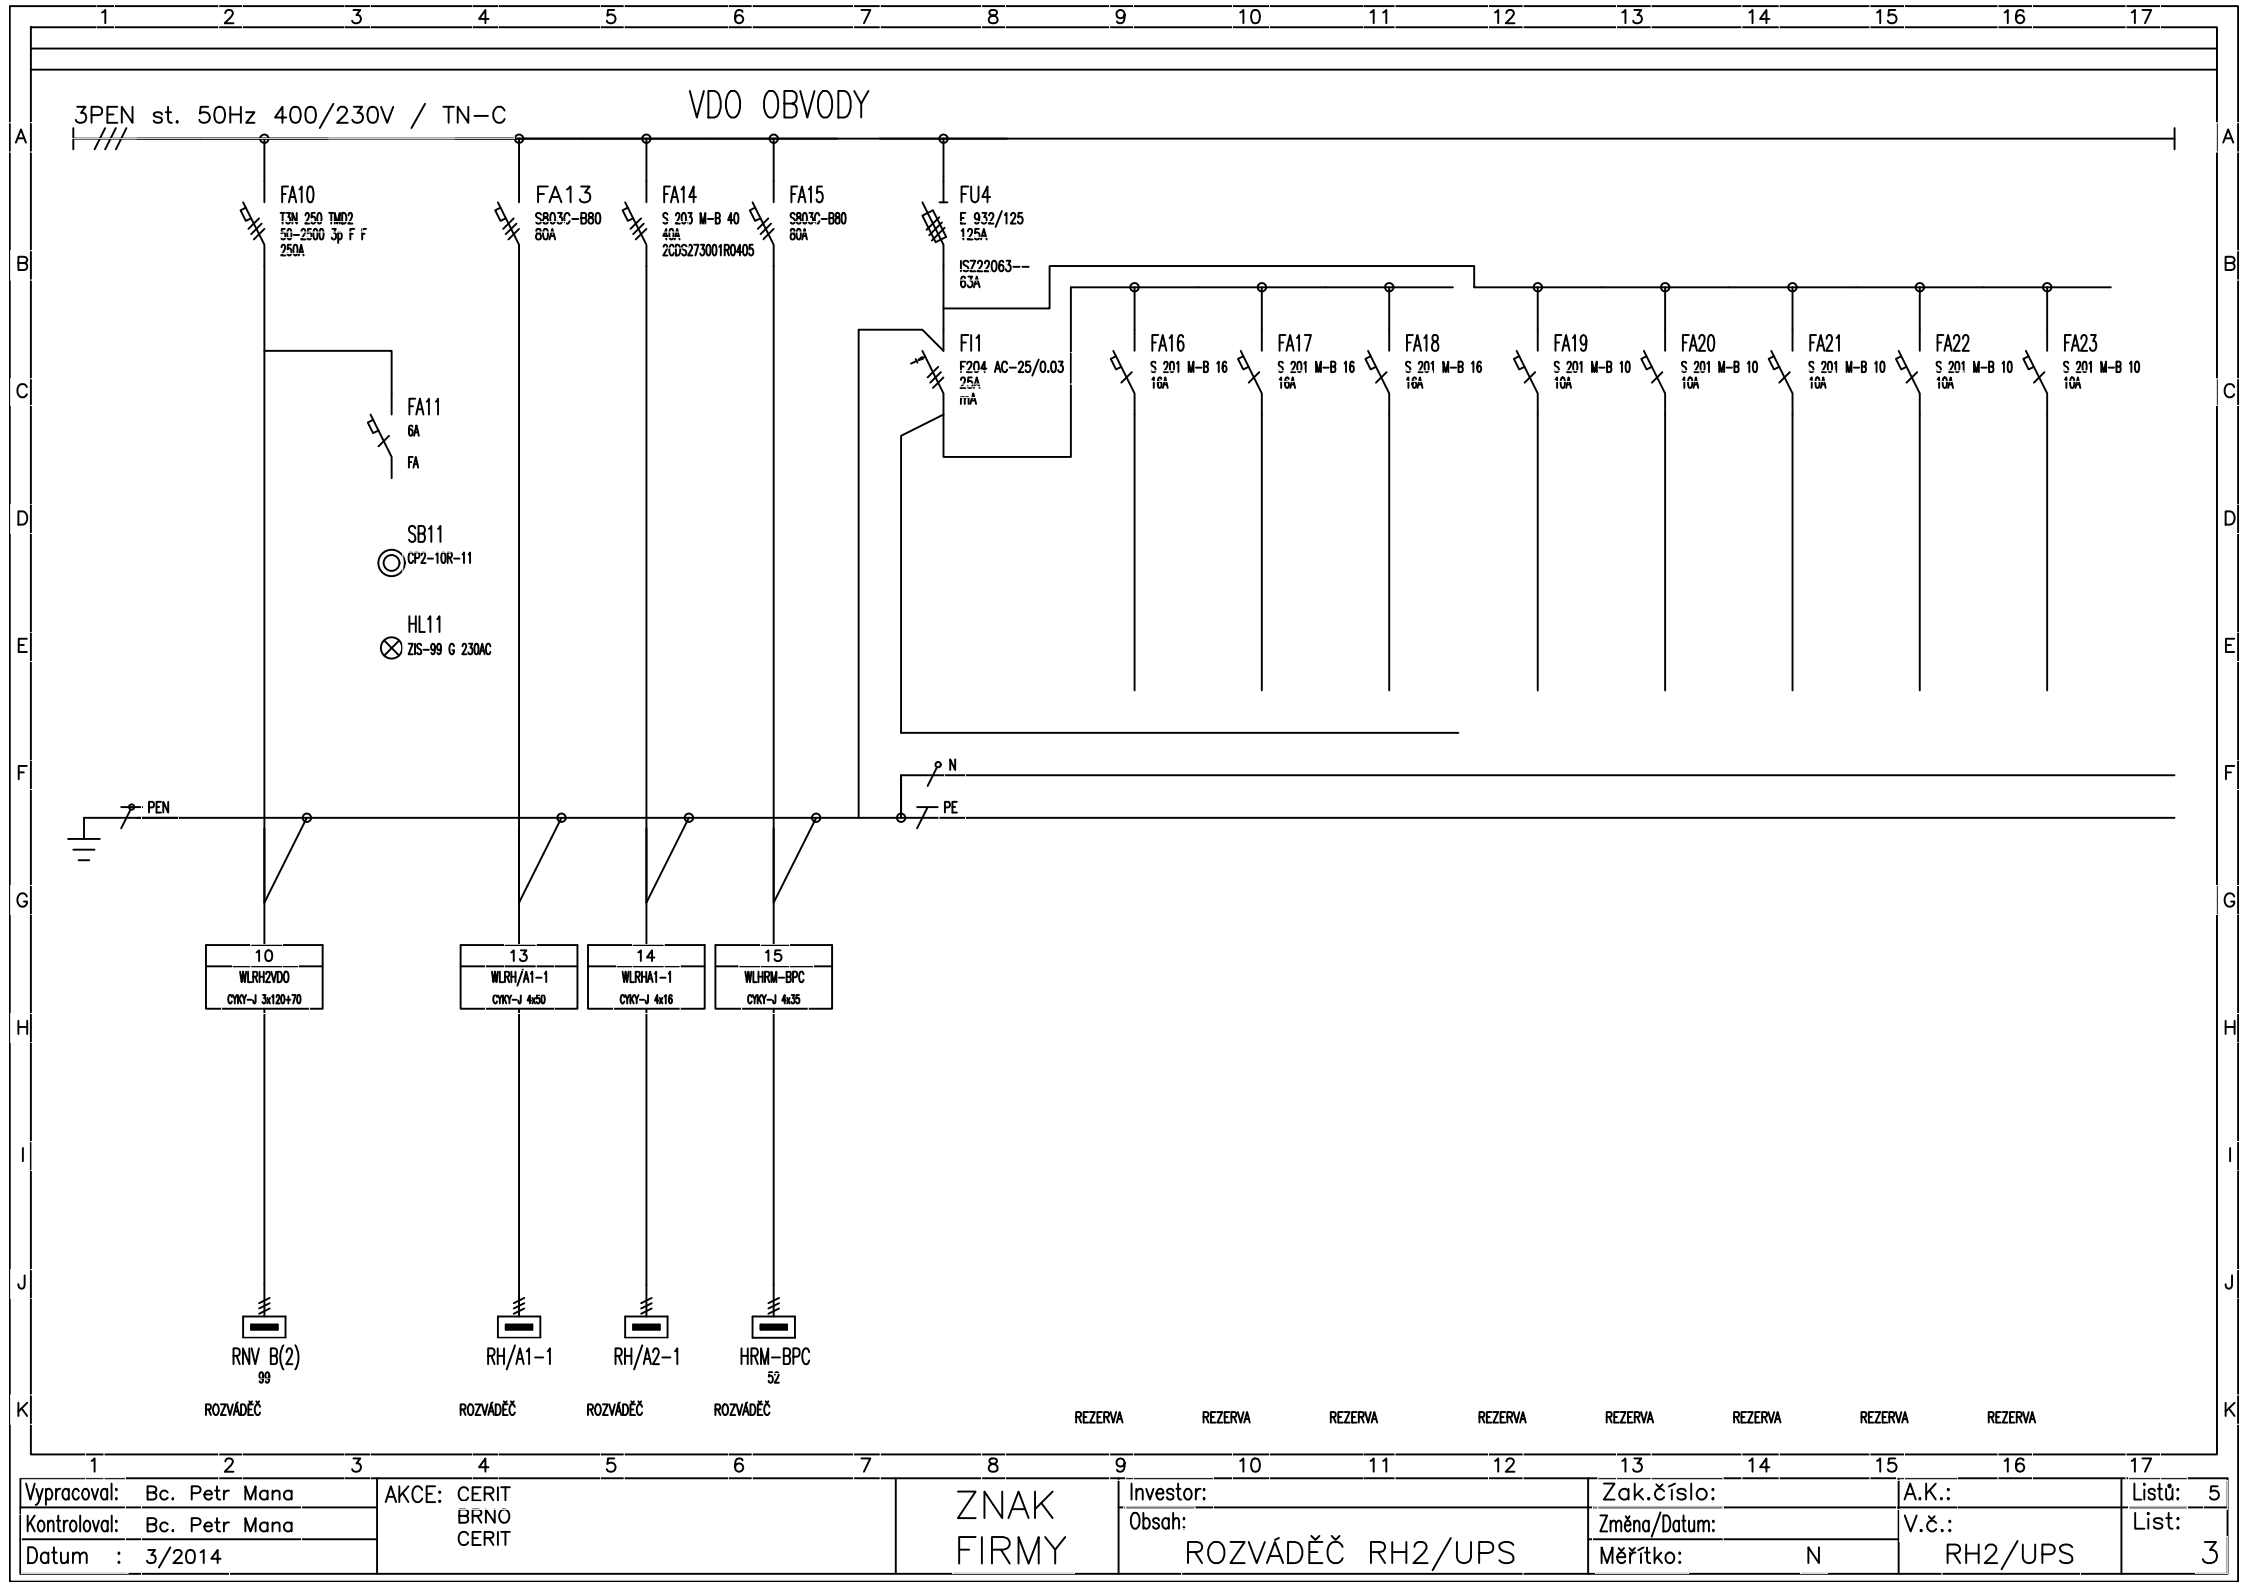 1 2 3 4 5 6 7 8 9 10 11 12 13 14 15 16 17
VDO OBVODY
3PEN st. 50Hz 400/230V / TN-C
A A
FA10
T3N 250 TMD2
50-2500 3p F F
250A
FA13
S803C-B80
80A
FA14
S 203 M-B 40
40A
2CDS273001R0405
FA15
S803C-B80
80A
FU4
E 932/125
125A
ISZ22063--
63A
B B
FI1
F204 AC-25/0.03
25A
mA
FA16
S 201 M-B 16
16A
FA17
S 201 M-B 16
16A
FA18
S 201 M-B 16
16A
FA19
S 201 M-B 10
10A
FA20
S 201 M-B 10
10A
FA21
S 201 M-B 10
10A
FA22
S 201 M-B 10
10A
FA23
S 201 M-B 10
10A
C C
FA11
6A
FA
D D
SB11
CP2-10R-11
HL11
ZIS-99 G 230AC
E E
F F
N
PEN
PE
G G
10
WLRH2VDO
CYKY-J 3x120+70
13
WLRH/A1-1
CYKY-J 4x50
14
WLRHA1-1
CYKY-J 4x16
15
WLHRM-BPC
CYKY-J 4x35
H H
I I
J J
RNV B(2)
99
RH/A1-1
RH/A2-1
HRM-BPC
52
K K
ROZVÁDĚČ ROZVÁDĚČ ROZVÁDĚČ ROZVÁDĚČ
REZERVA REZERVA REZERVA REZERVA REZERVA REZERVA REZERVA REZERVA
1 2 3 4 5 6 7 8 9 10 11 12 13 14 15 16 17
Vypracoval: Bc. Petr Mana
Kontroloval: Bc. Petr Mana
Datum : 3/2014
AKCE: CERIT
BRNO
CERIT
ZNAK
FIRMY
Investor:
Obsah:
ROZVÁDĚČ RH2/UPS
Zak.číslo:
Změna/Datum:
Měřítko: N
A.K.:
V.č.:
RH2/UPS
Listů: 5
List:
3